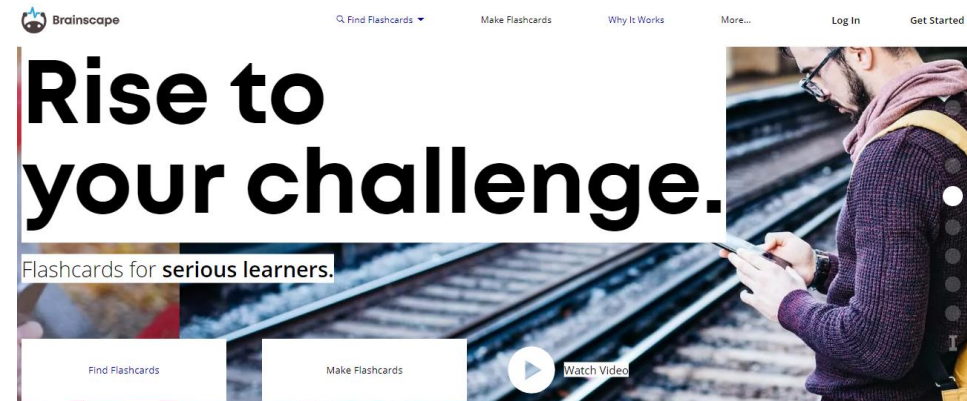 Brainscape
Find Flashcards
Make Flashcards
Why It Works
More...
Log In
Get Started
Rise to
your challenge.
Flashcards for serious learners.
Find Flashcards
Make Flashcards
Watch Video